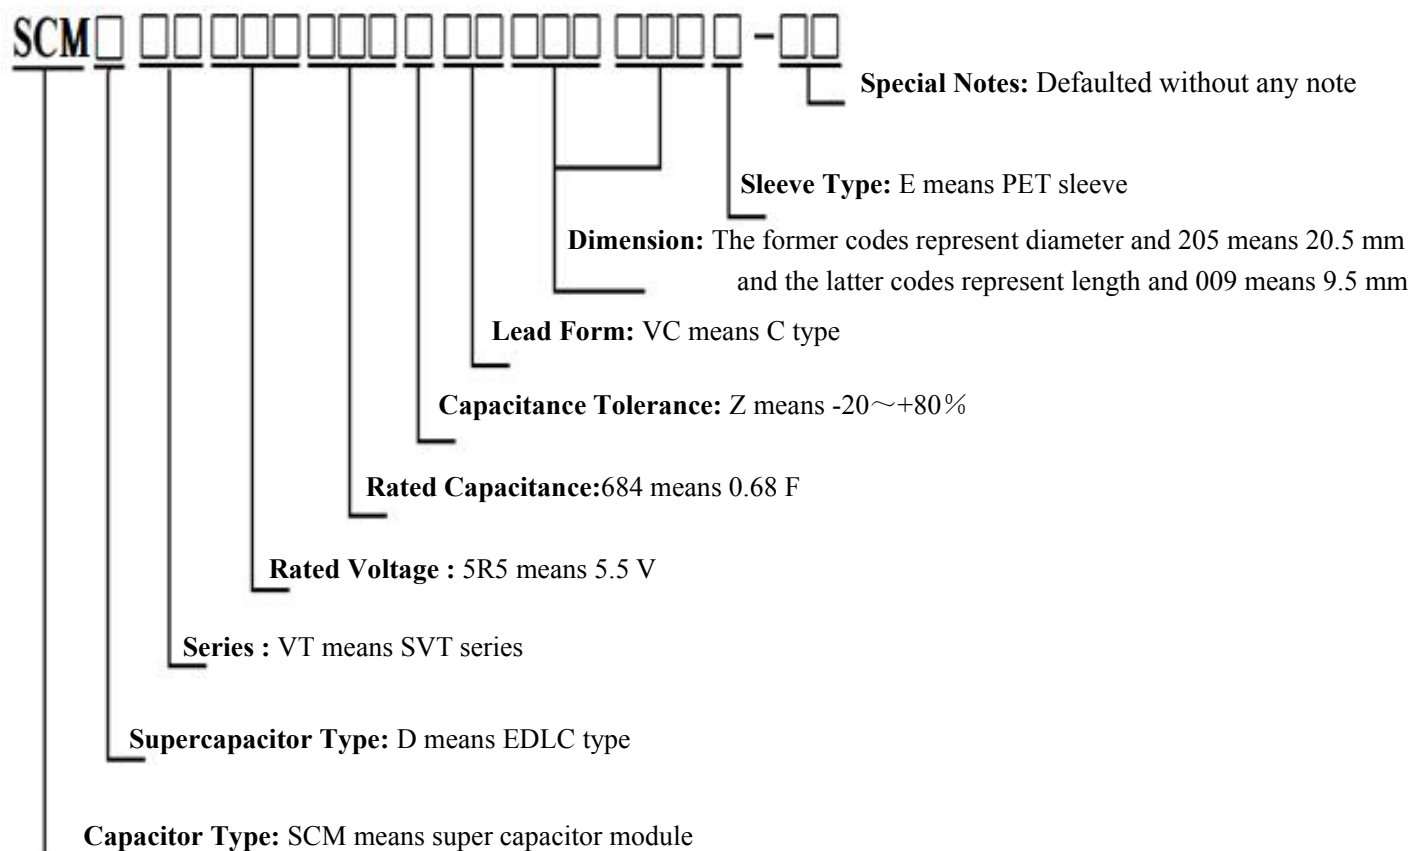 SCM□ □□□□□□□□□ □□□□□ □□□□-□□
Special Notes: Defaulted without any note
Sleeve Type: E means PET sleeve
Dimension: The former codes represent diameter and 205 means 20.5 mm
and the latter codes represent length and 009 means 9.5 mm
Lead Form: VC means C type
Capacitance Tolerance: Z means -20～+80％
Rated Capacitance:684 means 0.68 F
Rated Voltage : 5R5 means 5.5 V
Series : VT means SVT series
Supercapacitor Type: D means EDLC type
Capacitor Type: SCM means super capacitor module